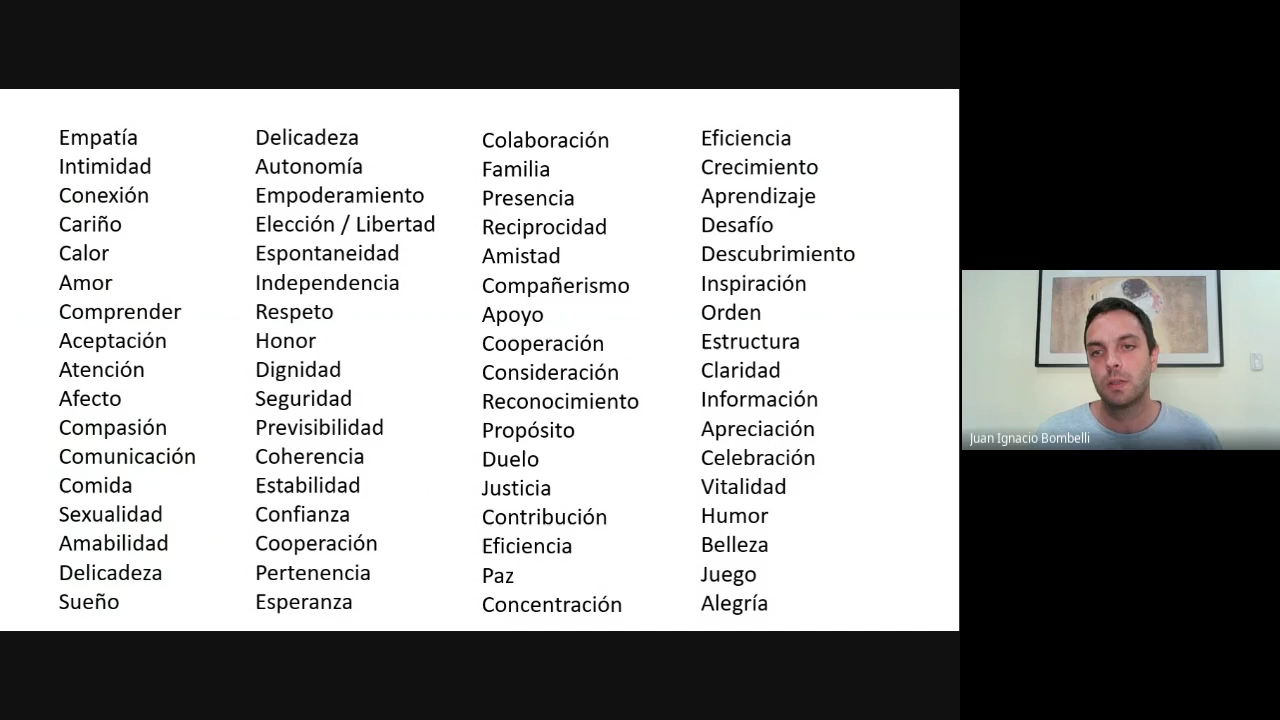 Empatía
Intimidad
Conexión
Cariño
Calor
Amor
Comprender
Aceptación
Atención
Afecto
Compasión
Comunicación
Comida
Sexualidad
Amabilidad
Delicadeza
Sueño
Delicadeza
Autonomía
Empoderamiento
Elección / Libertad
Espontaneidad
Independencia
Respeto
Honor
Dignidad
Seguridad
Previsibilidad
Coherencia
Estabilidad
Confianza
Cooperación
Pertenencia
Esperanza
Colaboración
Familia
Presencia
Reciprocidad
Amistad
Compañerismo
Apoyo
Cooperación
Consideración
Reconocimiento
Propósito
Duelo
Justicia
Contribución
Eficiencia
Paz
Concentración
Eficiencia
Crecimiento
Aprendizaje
Desafío
Descubrimiento
Inspiración
Orden
Estructura
Claridad
Información
Apreciación
Celebración
Vitalidad
Humor
Belleza
Juego
Alegría
Juan Ignacio Bombelli